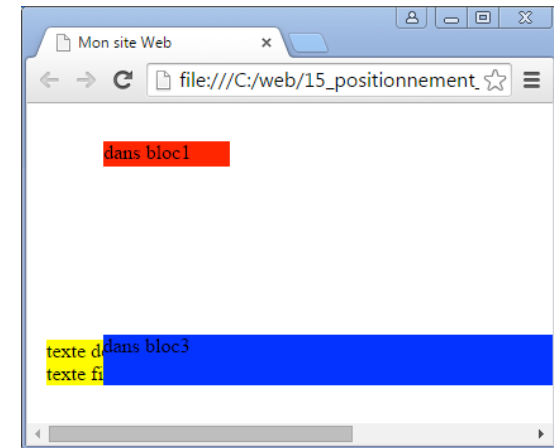 Mon site Web
file:///C:/web/15_positionnement_
dans bloc1
texte d
dans bloc3
texte fi